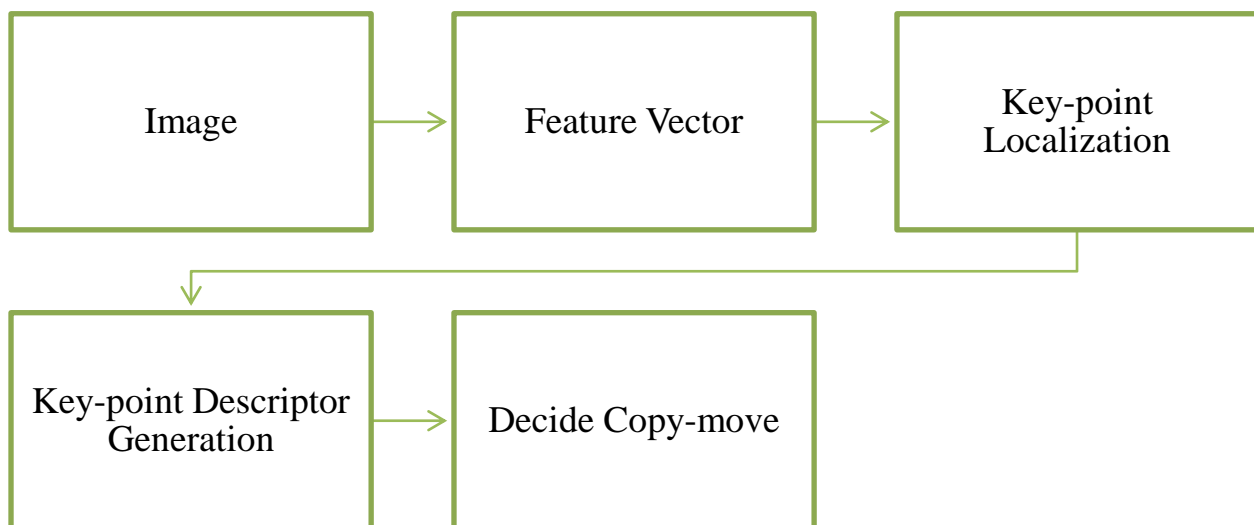 Image
Feature Vector
Key-point
Localization
Key-point Descriptor
Generation
Decide Copy-move